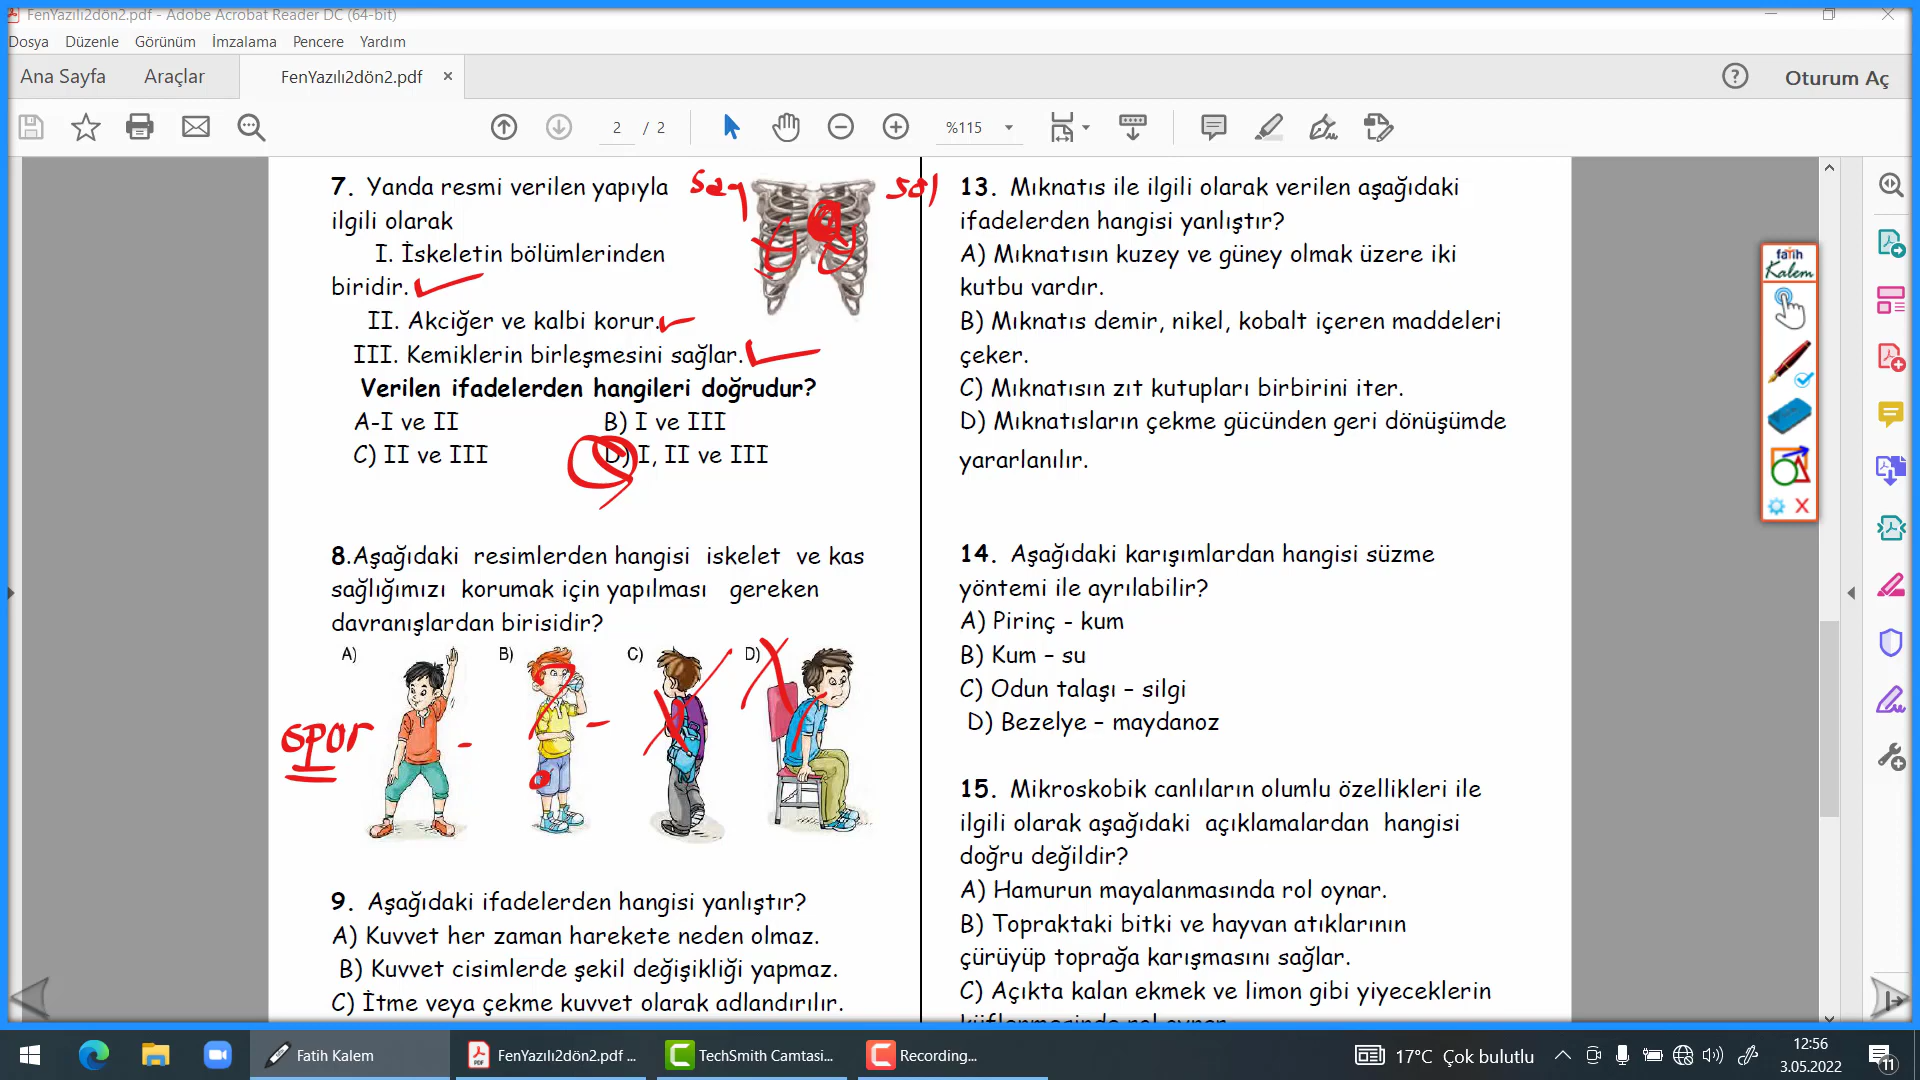 FenYazılı2dön2.pdf - Adobe Acrobat Reader DC (64-bit)
Dosya Düzenle Görünüm İmzalama Pencere Yardım
Ana Sayfa Araçlar FenYazılı2dön2.pdf × Oturum Aç
2 / 2 %115
7. Yanda resmi verilen yapıyla
ilgili olarak
I. İskeletin bölümlerinden
biridir.
II. Akciğer ve kalbi korur.
III. Kemiklerin birleşmesini sağlar.
Verilen ifadelerden hangileri doğrudur?
A-I ve II B) I ve III
C) II ve III D) I, II ve III
sağ sol
8.Aşağıdaki resimlerden hangisi iskelet ve kas
sağlığımızı korumak için yapılması gereken
davranışlardan birisidir?
A) B) C) D)
spor
9. Aşağıdaki ifadelerden hangisi yanlıştır?
A) Kuvvet her zaman harekete neden olmaz.
B) Kuvvet cisimlerde şekil değişikliği yapmaz.
C) İtme veya çekme kuvvet olarak adlandırılır.
13. Mıknatıs ile ilgili olarak verilen aşağıdaki
ifadelerden hangisi yanlıştır?
A) Mıknatısın kuzey ve güney olmak üzere iki
kutbu vardır.
B) Mıknatıs demir, nikel, kobalt içeren maddeleri
çeker.
C) Mıknatısın zıt kutupları birbirini iter.
D) Mıknatısların çekme gücünden geri dönüşümde
yararlanılır.
14. Aşağıdaki karışımlardan hangisi süzme
yöntemi ile ayrılabilir?
A) Pirinç - kum
B) Kum – su
C) Odun talaşı – silgi
D) Bezelye – maydanoz
15. Mikroskobik canlıların olumlu özellikleri ile
ilgili olarak aşağıdaki açıklamalardan hangisi
doğru değildir?
A) Hamurun mayalanmasında rol oynar.
B) Topraktaki bitki ve hayvan atıklarının
çürüyüp toprağa karışmasını sağlar.
C) Açıkta kalan ekmek ve limon gibi yiyeceklerin
küflenmesinde rol oynar.
fatih
Kalem
Fatih Kalem FenYazılı2dön2.pdf ... TechSmith Camtasi... Recording...
17°C Çok bulutlu
12:56
3.05.2022
11